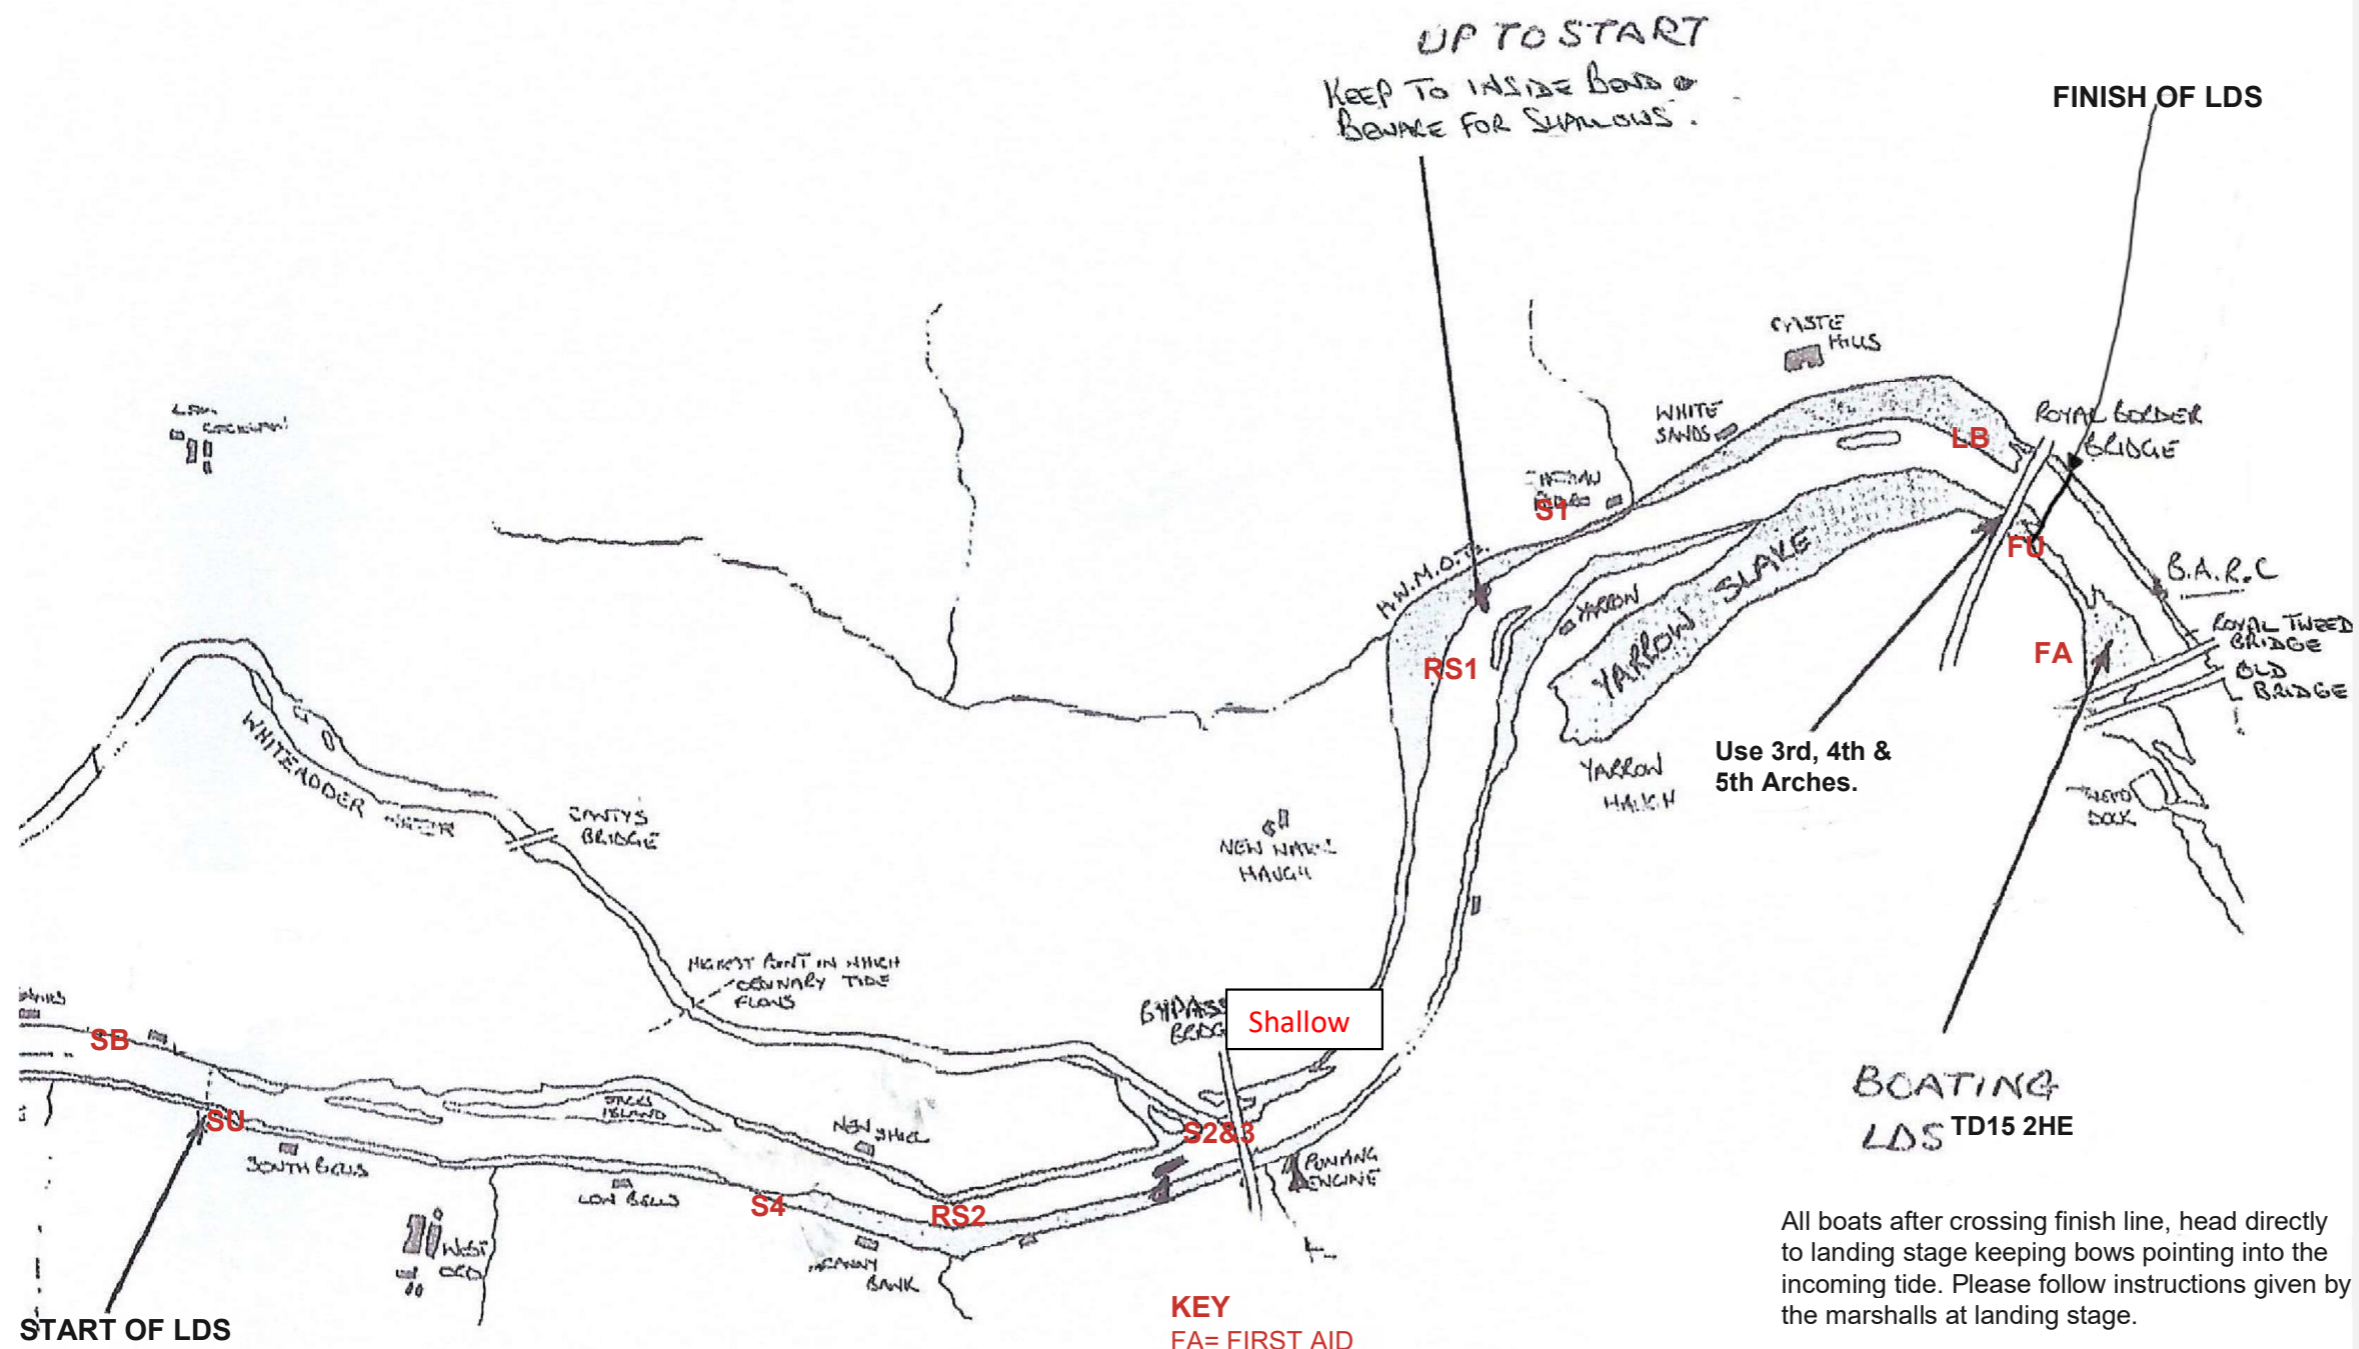 UP TO START
KEEP TO INSIDE BEND &
BEWARE FOR SHALLOWS.
FINISH OF LDS
CASTLE
HILLS
WHITE
SANDS
LB
ROYAL BORDER
BRIDGE
S1
H.W.M.O.T.
FU
B.A.R.C
YARROW
YARROW SLAKE
ROYAL TWEED
BRIDGE
OLD
BRIDGE
FA
RS1
WHITEADDER WATER
Use 3rd, 4th &
5th Arches.
YARROW
HAUGH
DOCK
BRIDGE
NEW
HAUGH
HIGHEST POINT IN WHICH
ORDINARY TIDE
FLOWS
BYPASS
Shallow
SB
SU
ISLAND
NEW
S2&3
SOUTH BELLS
LOW BELLS
PUMPING
ENGINE
S4
RS2
WEST
ORD
BANK
BOATING
LDS TD15 2HE
All boats after crossing finish line, head directly
to landing stage keeping bows pointing into the
incoming tide. Please follow instructions given by
the marshalls at landing stage.
START OF LDS
KEY
FA= FIRST AID